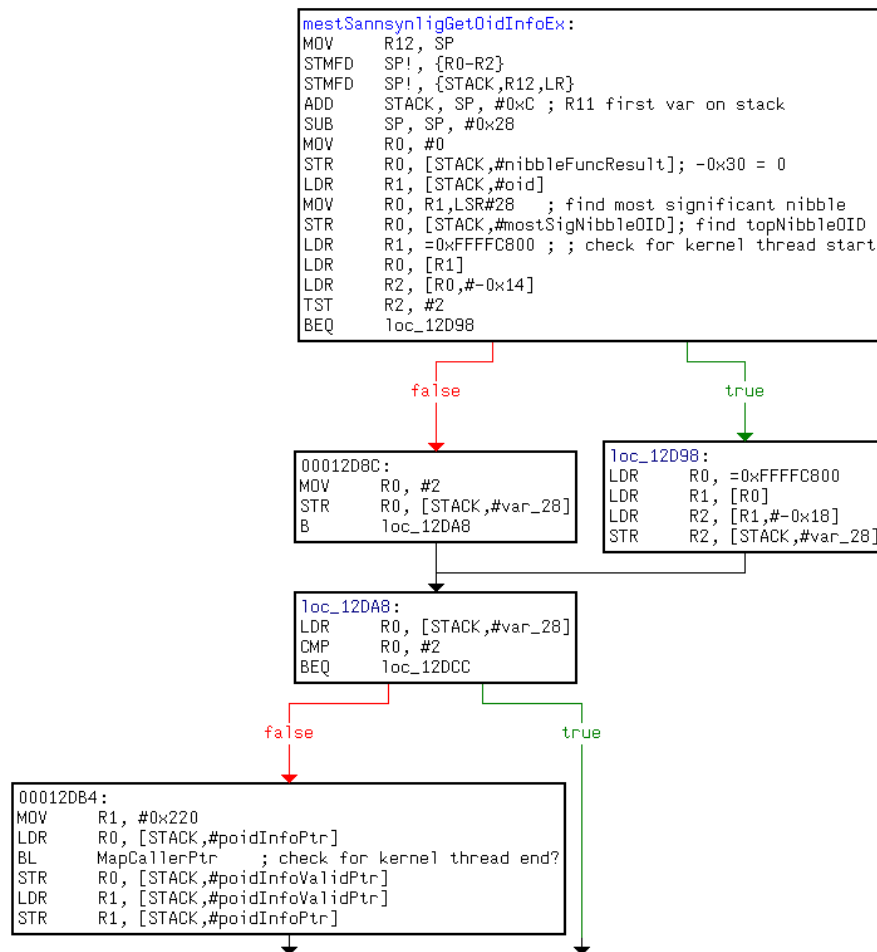 mestSannsynligGetOidInfoEx:
MOV R12, SP
STMFD SP!, {R0-R2}
STMFD SP!, {STACK,R12,LR}
ADD STACK, SP, #0xC ; R11 first var on stack
SUB SP, SP, #0x28
MOV R0, #0
STR R0, [STACK,#nibbleFuncResult]; -0x30 = 0
LDR R1, [STACK,#oid]
MOV R0, R1,LSR#28 ; find most significant nibble
STR R0, [STACK,#mostSigNibbleOID]; find topNibbleOID
LDR R1, =0xFFFFC800 ; ; check for kernel thread start
LDR R0, [R1]
LDR R2, [R0,#-0x14]
TST R2, #2
BEQ loc_12D98
false
true
00012D8C:
MOV R0, #2
STR R0, [STACK,#var_28]
B loc_12DA8
loc_12D98:
LDR R0, =0xFFFFC800
LDR R1, [R0]
LDR R2, [R1,#-0x18]
STR R2, [STACK,#var_28]
loc_12DA8:
LDR R0, [STACK,#var_28]
CMP R0, #2
BEQ loc_12DCC
false
true
00012DB4:
MOV R1, #0x220
LDR R0, [STACK,#poidInfoPtr]
BL MapCallerPtr ; check for kernel thread end?
STR R0, [STACK,#poidInfoValidPtr]
LDR R1, [STACK,#poidInfoValidPtr]
STR R1, [STACK,#poidInfoPtr]